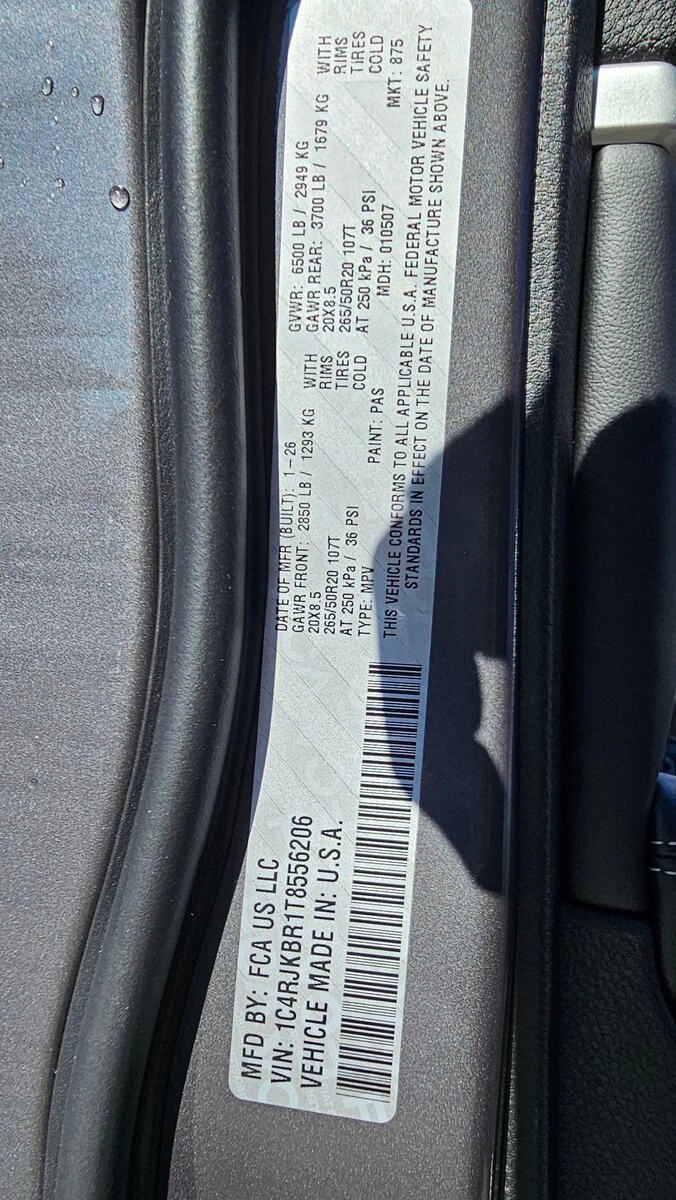 MFD BY: FCA US LLC
VIN: 1C4RJKBR1T8556206
VEHICLE MADE IN: U.S.A.
DATE OF MFR (BUILT): 1-26 GVWR: 6500 LB / 2949 KG
GAWR FRONT: 2850 LB / 1293 KG WITH GAWR REAR: 3700 LB / 1679 KG WITH
20X8.5 RIMS 20X8.5 RIMS
265/50R20 107T TIRES 265/50R20 107T TIRES
AT 250 kPa / 36 PSI COLD AT 250 kPa / 36 PSI COLD
TYPE: MPV PAINT: PAS MDH: 010507 MKT: 875
THIS VEHICLE CONFORMS TO ALL APPLICABLE U.S.A. FEDERAL MOTOR VEHICLE SAFETY
STANDARDS IN EFFECT ON THE DATE OF MANUFACTURE SHOWN ABOVE.